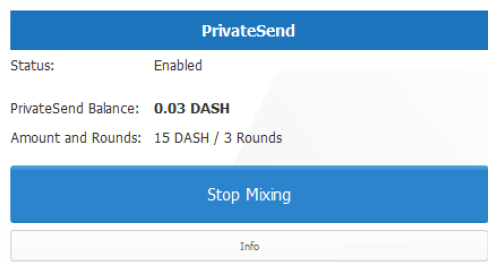 PrivateSend
Status: Enabled
PrivateSend Balance: 0.03 DASH
Amount and Rounds: 15 DASH / 3 Rounds
Stop Mixing
Info